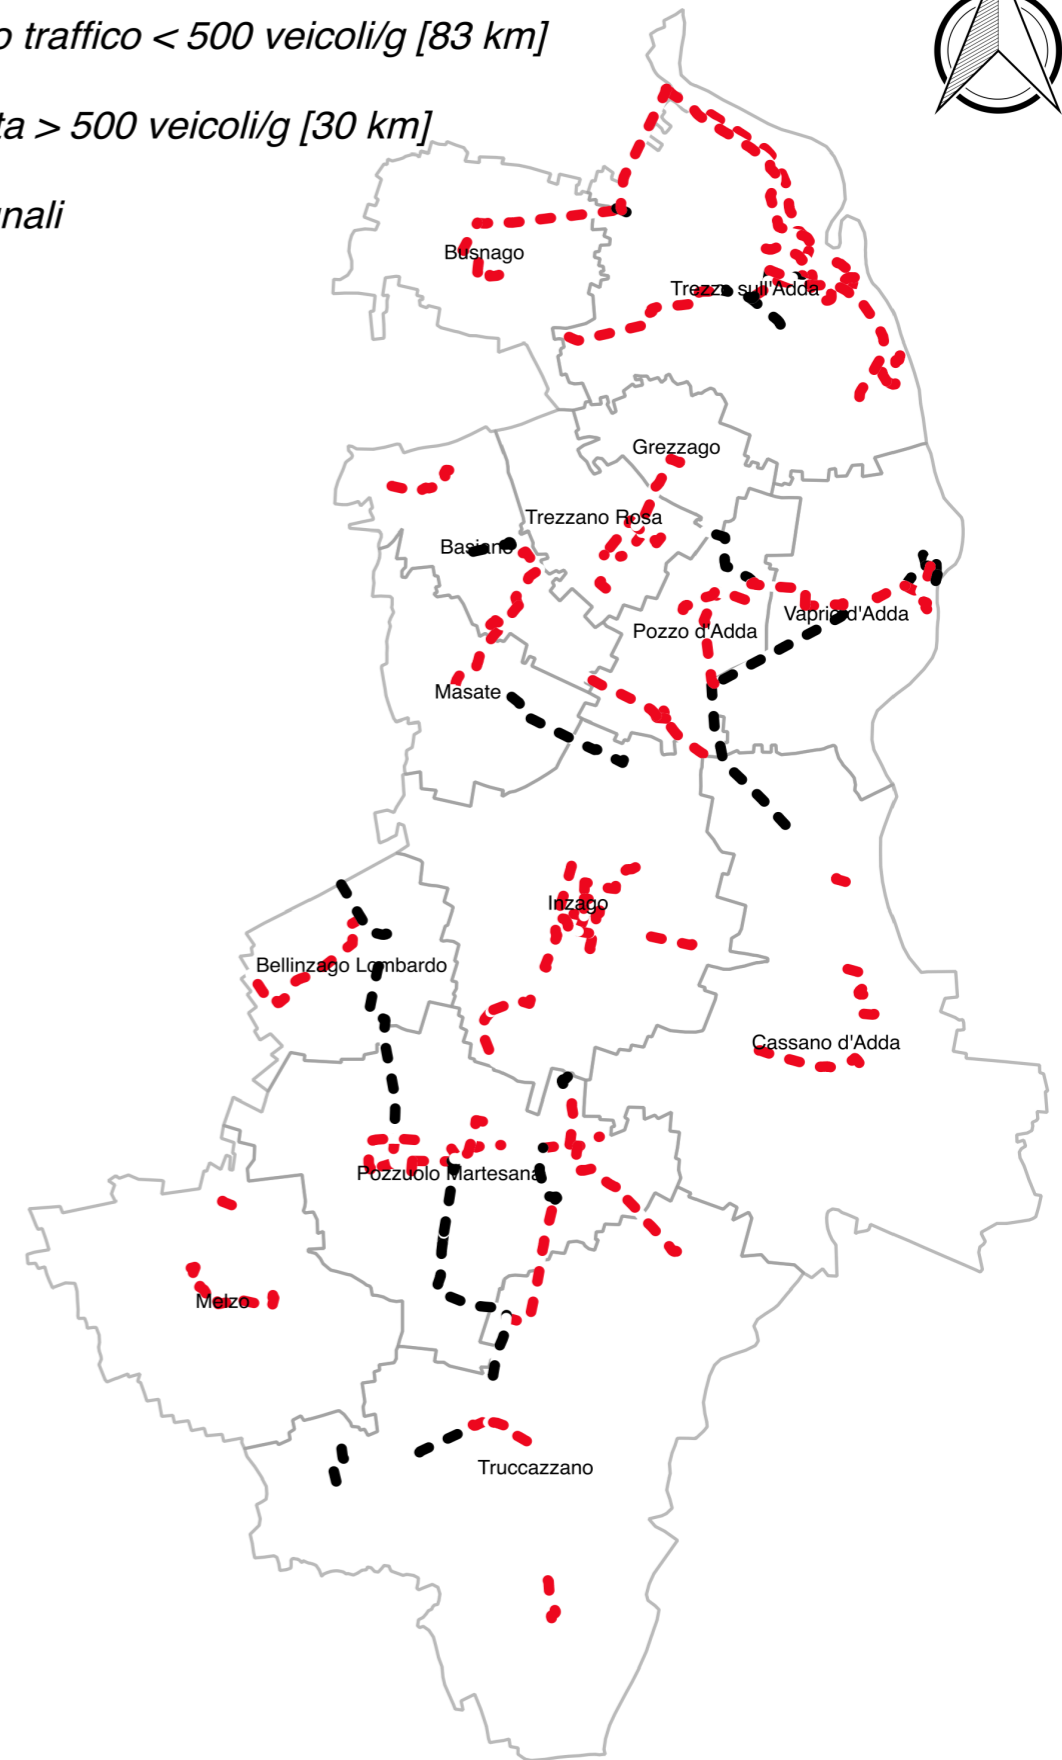 o traffico < 500 veicoli/g [83 km]
ta > 500 veicoli/g [30 km]
nali
Busnago
Trezzo sull'Adda
Grezzago
Trezzano Rosa
Basiano
Vaprio d'Adda
Pozzo d'Adda
Masate
Inzago
Bellinzago Lombardo
Cassano d'Adda
Pozzuolo Martesana
Melzo
Truccazzano